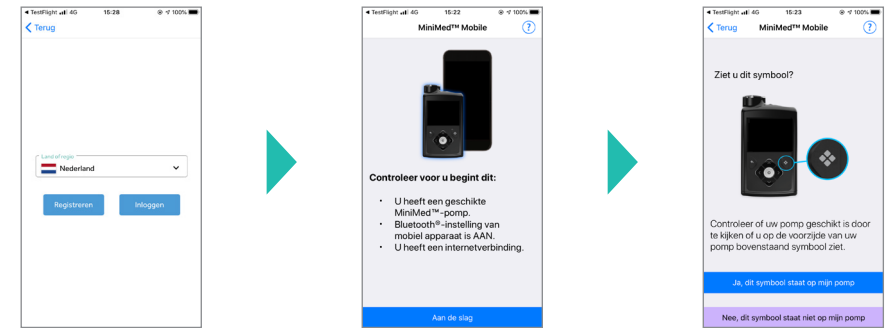 TestFlight 4G 15:28 100%
Terug
Land of regio
Nederland
Registreren Inloggen
TestFlight 4G 15:22 100%
MiniMed™ Mobile ?
Controleer voor u begint dit:
· U heeft een geschikte
MiniMed™-pomp.
· Bluetooth®-instelling van
mobiel apparaat is AAN.
· U heeft een internetverbinding.
Aan de slag
TestFlight 4G 15:23 100%
Terug MiniMed™ Mobile ?
Ziet u dit symbool?
Controleer of uw pomp geschikt is door
te kijken of u op de voorzijde van uw
pomp bovenstaand symbool ziet.
Ja, dit symbool staat op mijn pomp
Nee, dit symbool staat niet op mijn pomp